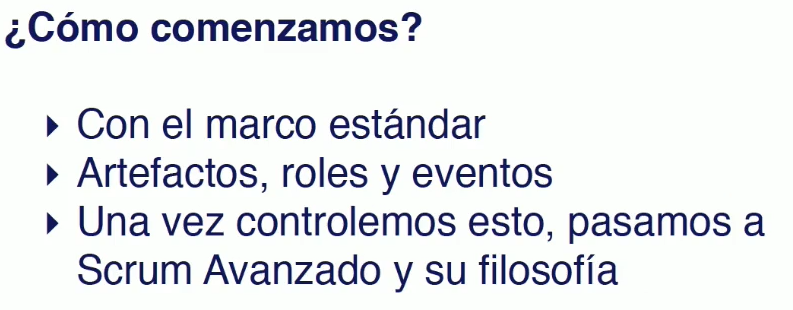 ¿Cómo comenzamos?
‣ Con el marco estándar
‣ Artefactos, roles y eventos
‣ Una vez controlemos esto, pasamos a
Scrum Avanzado y su filosofía